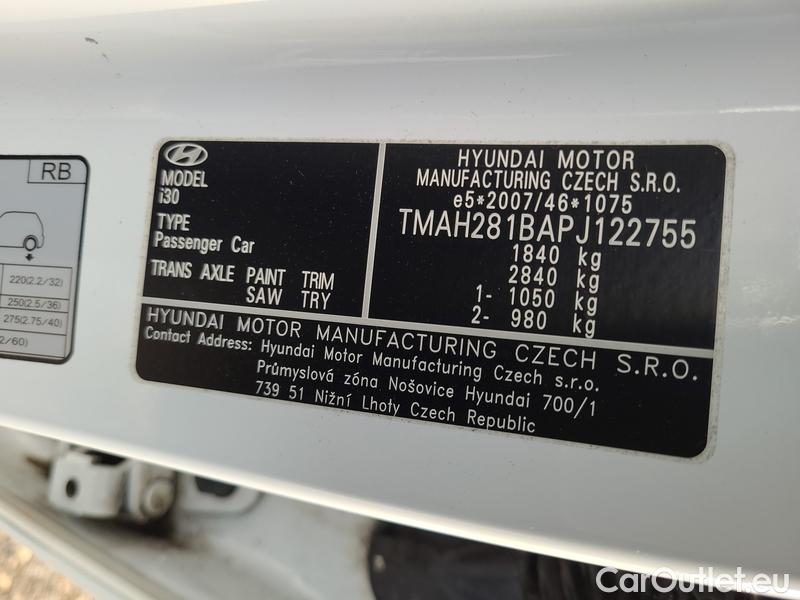 RB
220(2.2/32)
250(2.5/36)
275(2.75/40)
2/60)
MODEL
i30
TYPE
Passenger Car
TRANS AXLE PAINT TRIM
SAW TRY
HYUNDAI MOTOR
MANUFACTURING CZECH S.R.O.
e5*2007/46*1075
TMAH281BAPJ122755
1840 kg
2840 kg
1- 1050 kg
2- 980 kg
HYUNDAI MOTOR MANUFACTURING CZECH S.R.O.
Contact Address: Hyundai Motor Manufacturing Czech s.r.o.
Průmyslová zóna Nošovice Hyundai 700/1
739 51 Nižní Lhoty Czech Republic
CarOutlet.eu